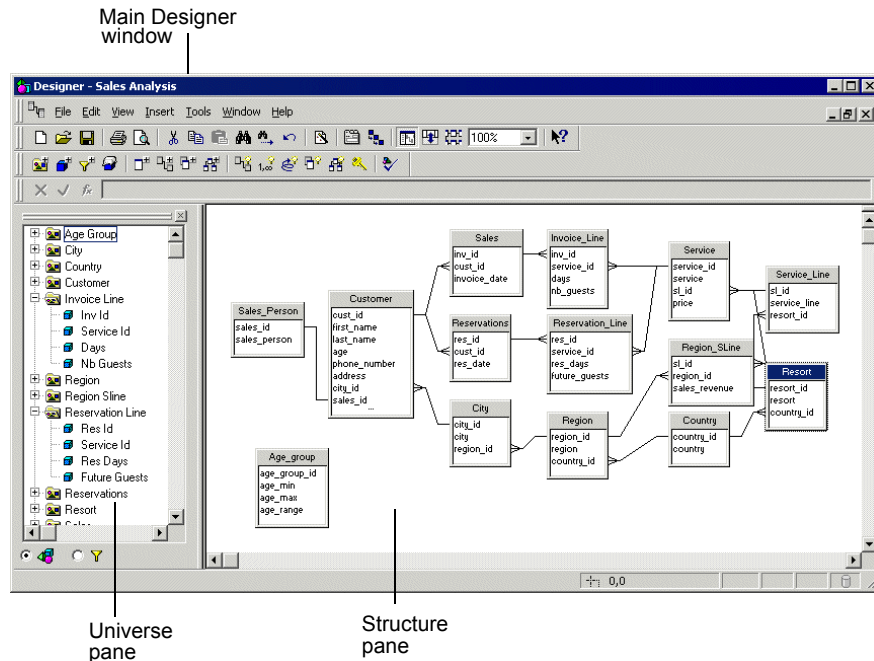 Main Designer
window
Designer - Sales Analysis
File Edit View Insert Tools Window Help
100%
Age Group
City
Country
Customer
Invoice Line
Inv Id
Service Id
Days
Nb Guests
Region
Region Sline
Reservation Line
Res Id
Service Id
Res Days
Future Guests
Reservations
Resort
Sales_Person
sales_id
sales_person
Customer
cust_id
first_name
last_name
age
phone_number
address
city_id
sales_id
...
Age_group
age_group_id
age_min
age_max
age_range
Sales
inv_id
cust_id
invoice_date
Reservations
res_id
cust_id
res_date
City
city_id
city
region_id
Invoice_Line
inv_id
service_id
days
nb_guests
Reservation_Line
res_id
service_id
res_days
future_guests
Region
region_id
region
country_id
Service
service_id
service
sl_id
price
Region_SLine
sl_id
region_id
sales_revenue
Country
country_id
country
Service_Line
sl_id
service_line
resort_id
Resort
resort_id
resort
country_id
0,0
Universe
pane
Structure
pane